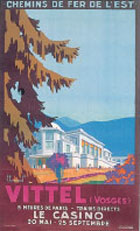 CHEMINS DE FER DE L'EST
VITTEL (VOSGES)
LE CASINO
20 MAI - 25 SEPTEMBRE